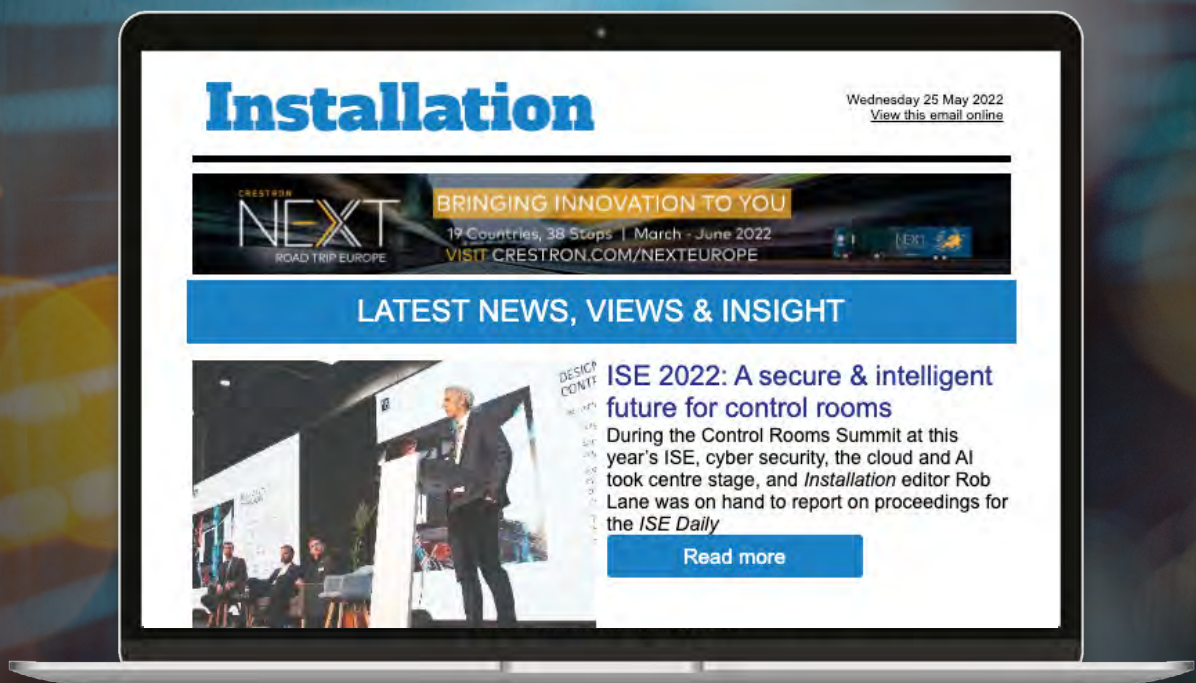 Installation
Wednesday 25 May 2022
View this email online
CRESTRON
NEXT
ROAD TRIP EUROPE
BRINGING INNOVATION TO YOU
19 Countries, 38 Stops | March - June 2022
VISIT CRESTRON.COM/NEXTEUROPE
NEXT
LATEST NEWS, VIEWS & INSIGHT
ISE 2022: A secure & intelligent
future for control rooms
During the Control Rooms Summit at this
year's ISE, cyber security, the cloud and AI
took centre stage, and Installation editor Rob
Lane was on hand to report on proceedings for
the ISE Daily
Read more